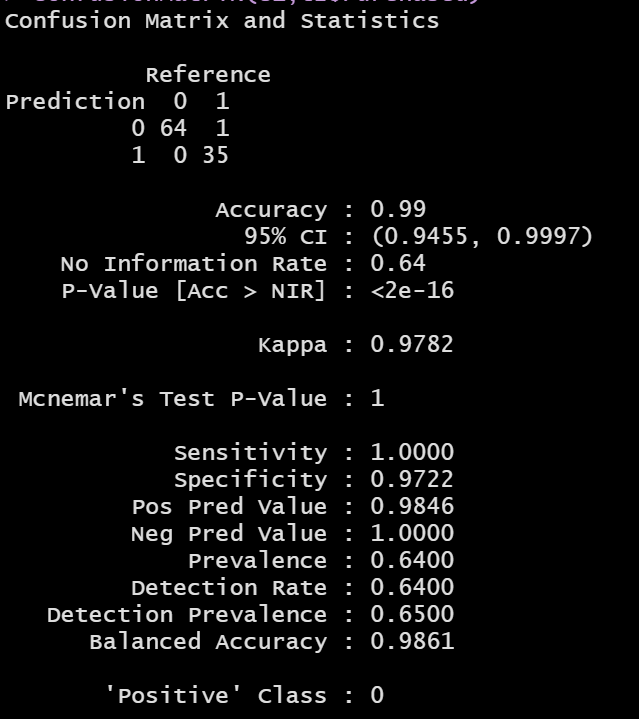 Confusion Matrix and Statistics
Reference
Prediction 0 1
0 64 1
1 0 35
Accuracy : 0.99
95% CI : (0.9455, 0.9997)
No Information Rate : 0.64
P-Value [Acc > NIR] : <2e-16
Kappa : 0.9782
Mcnemar's Test P-Value : 1
Sensitivity : 1.0000
Specificity : 0.9722
Pos Pred Value : 0.9846
Neg Pred Value : 1.0000
Prevalence : 0.6400
Detection Rate : 0.6400
Detection Prevalence : 0.6500
Balanced Accuracy : 0.9861
'Positive' Class : 0